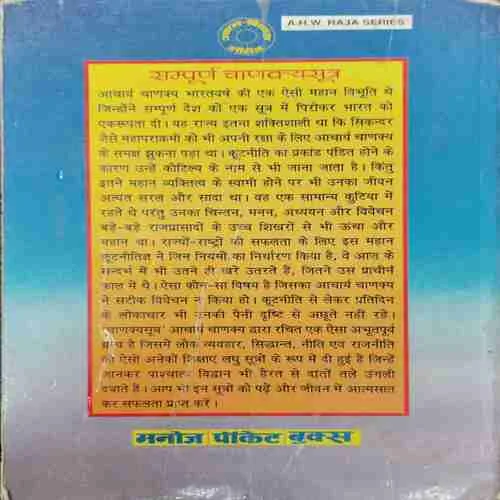 A.H.W. RAJA SERIES
सम्पूर्ण चाणक्यसूत्र
आचार्य चाणक्य भारतवर्ष की एक ऐसी महान विभूति थे
जिन्होंने सम्पूर्ण देश को एक सूत्र में पिरोकर भारत को
एकरूपता दी। यह राज्य इतना शक्तिशाली था कि सिकन्दर
जैसे महापराक्रमी को भी अपनी रक्षा के लिए आचार्य चाणक्य
के समक्ष झुकना पड़ा था। कूटनीति का प्रकांड पंडित होने के
कारण उन्हें कौटिल्य के नाम से भी जाना जाता है। किंतु
इतने महान व्यक्तित्व के स्वामी होने पर भी उनका जीवन
अत्यंत सरल और सादा था। वह एक सामान्य कुटिया में
रहते थे परंतु उनका चिन्तन, मनन, अध्ययन और विवेचन
बड़े-बड़े राजप्रासादों के उच्च शिखरों से भी ऊंचा और
महान था। राज्यों-राष्ट्रों की सफलता के लिए इस महान
कूटनीतिज्ञ ने जिन नियमों का निर्धारण किया है, वे आज के
सन्दर्भ में भी उतने ही खरे उतरते हैं, जितने उस प्राचीन
काल में थे। ऐसा कौन-सा विषय है जिसका आचार्य चाणक्य
ने सटीक विवेचन न किया हो। कूटनीति से लेकर प्रतिदिन
के लोकाचार भी उनकी पैनी दृष्टि से अछूते नहीं रहे।
'चाणक्यसूत्र' आचार्य चाणक्य द्वारा रचित एक ऐसा अभूतपूर्व
ग्रंथ है जिसमें लोक व्यवहार, सिद्धान्त, नीति एवं राजनीति
की ऐसी अनेकों शिक्षाएं लघु सूत्रों के रूप में दी हुई हैं जिन्हें
जानकर पाश्चात्य विद्वान भी हैरत से दांतों तले उंगली
दबाते हैं। आप भी इन सूत्रों को पढ़ें और जीवन में आत्मसात
कर सफलता प्राप्त करें।
मनोज पॉकेट बुक्स